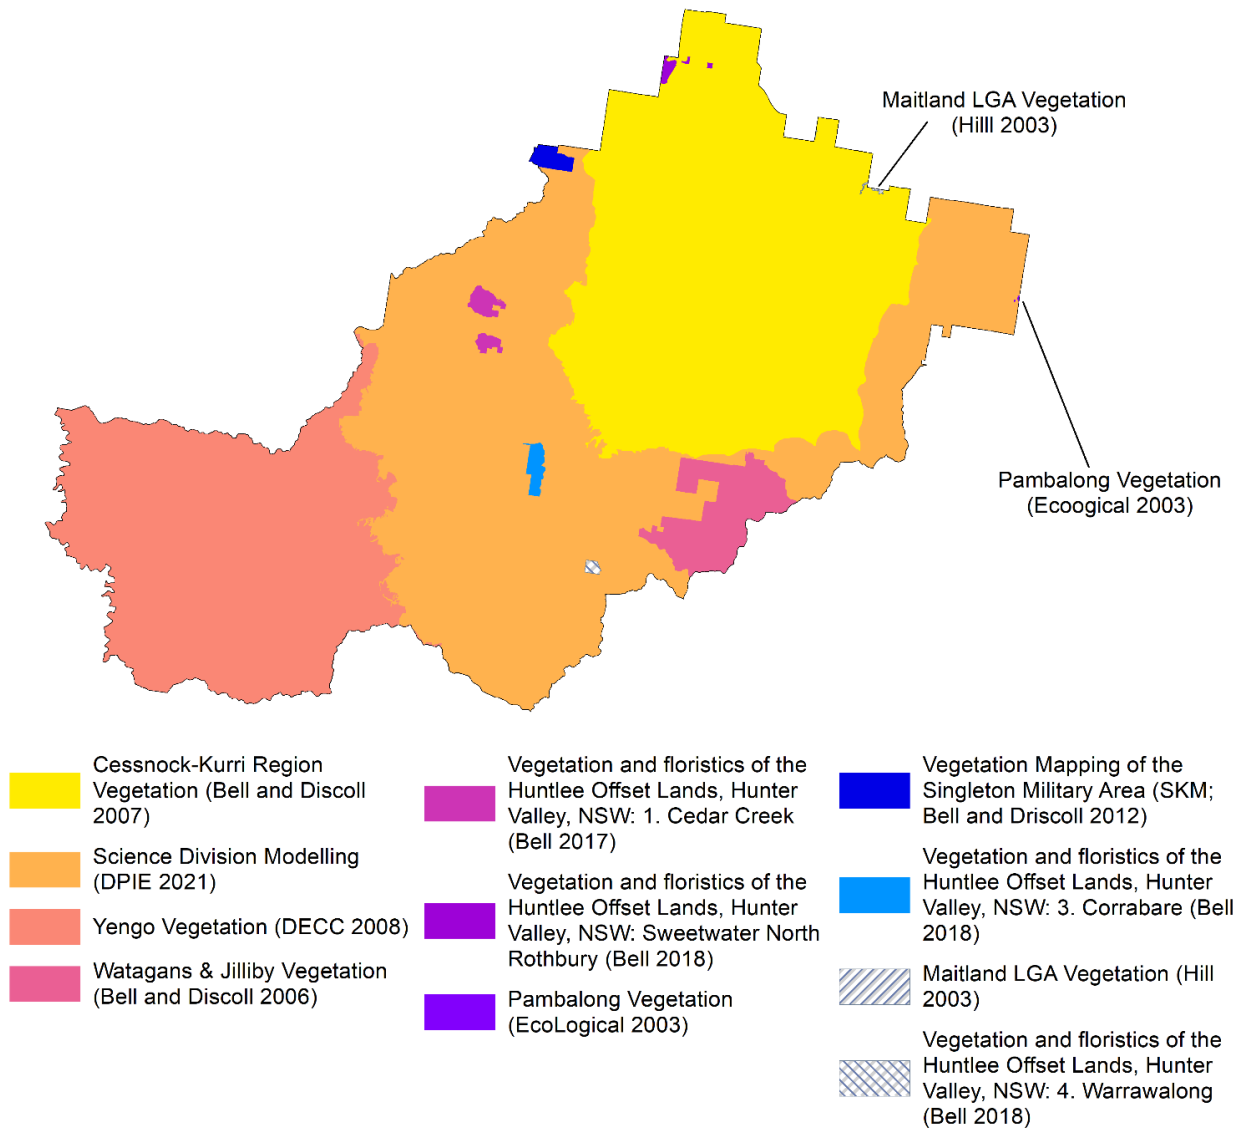 Maitland LGA Vegetation
(Hilll 2003)
Pambalong Vegetation
(Ecoogical 2003)
Cessnock-Kurri Region
Vegetation (Bell and Discoll
2007)
Science Division Modelling
(DPIE 2021)
Yengo Vegetation (DECC 2008)
Watagans & Jilliby Vegetation
(Bell and Discoll 2006)
Vegetation and floristics of the
Huntlee Offset Lands, Hunter
Valley, NSW: 1. Cedar Creek
(Bell 2017)
Vegetation and floristics of the
Huntlee Offset Lands, Hunter
Valley, NSW: Sweetwater North
Rothbury (Bell 2018)
Pambalong Vegetation
(EcoLogical 2003)
Vegetation Mapping of the
Singleton Military Area (SKM;
Bell and Driscoll 2012)
Vegetation and floristics of the
Huntlee Offset Lands, Hunter
Valley, NSW: 3. Corrabare (Bell
2018)
Maitland LGA Vegetation (Hill
2003)
Vegetation and floristics of the
Huntlee Offset Lands, Hunter
Valley, NSW: 4. Warrawalong
(Bell 2018)